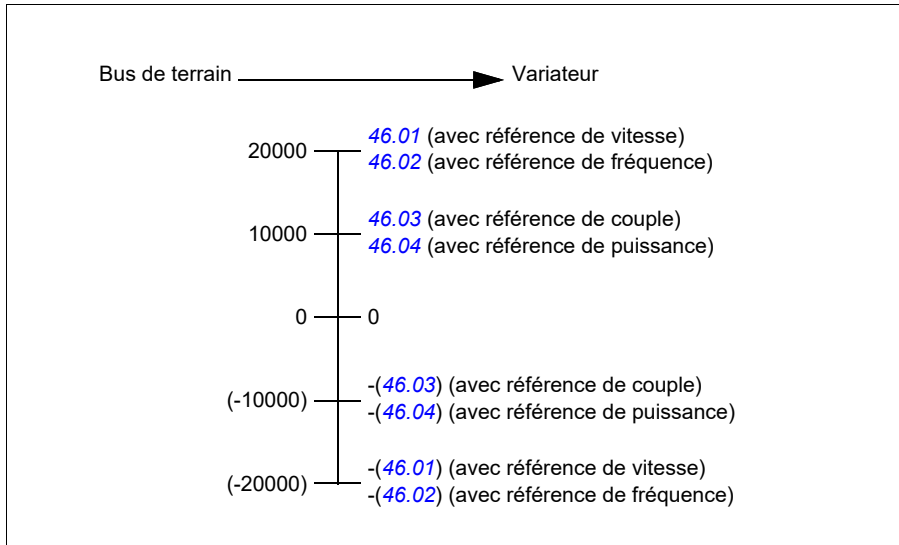 Bus de terrain Variateur
46.01 (avec référence de vitesse)
20000
46.02 (avec référence de fréquence)
46.03 (avec référence de couple)
10000
46.04 (avec référence de puissance)
0 0
-(46.03) (avec référence de couple)
(-10000)
-(46.04) (avec référence de puissance)
-(46.01) (avec référence de vitesse)
(-20000)
-(46.02) (avec référence de fréquence)